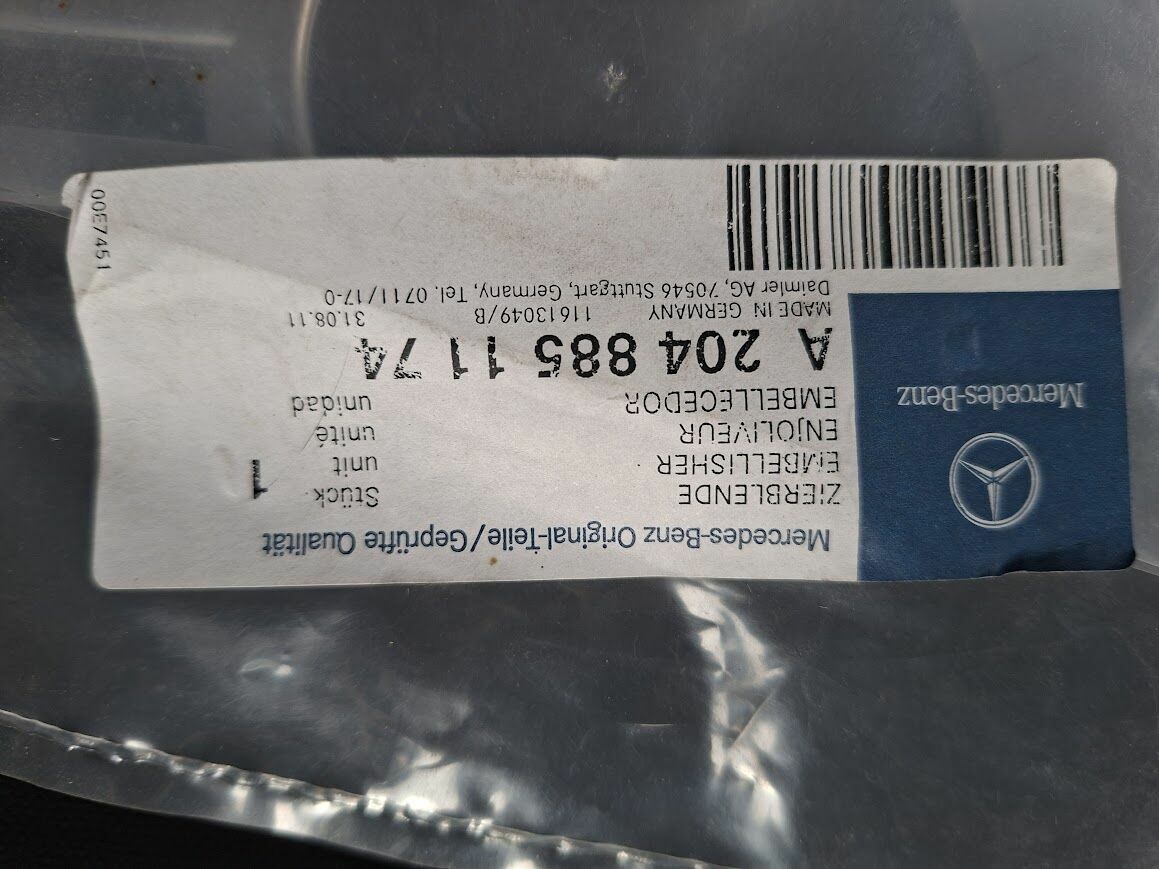 Mercedes-Benz Original-Teile/Geprüfte Qualität
Mercedes-Benz
ZIERBLENDE Stück 1
EMBELLISHER unit
ENJOLIVEUR unité
EMBELLECEDOR unidad
A 204 885 11 74
MADE IN GERMANY 11613049/B 31.08.11
Daimler AG, 70546 Stuttgart, Germany, Tel. 0711/17-0
00E7451